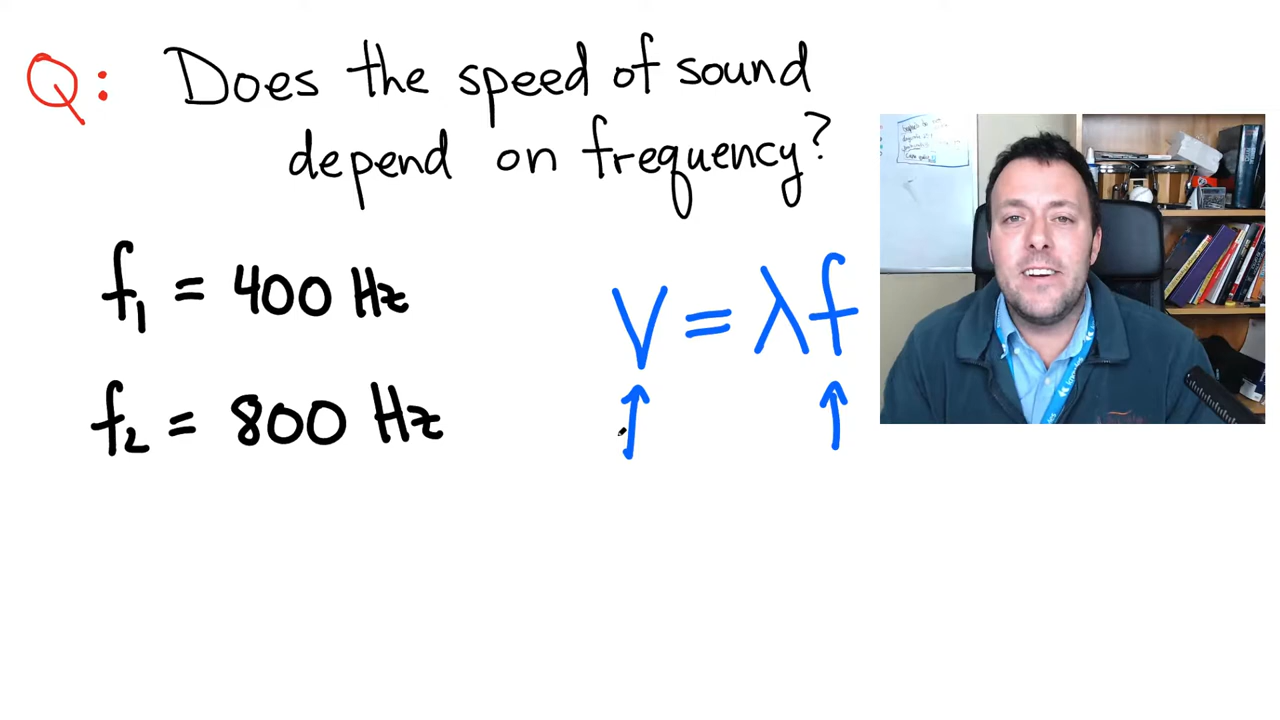 Q: Does the speed of sound
depend on frequency?
f₁ = 400 Hz
v = λf
f₂ = 800 Hz